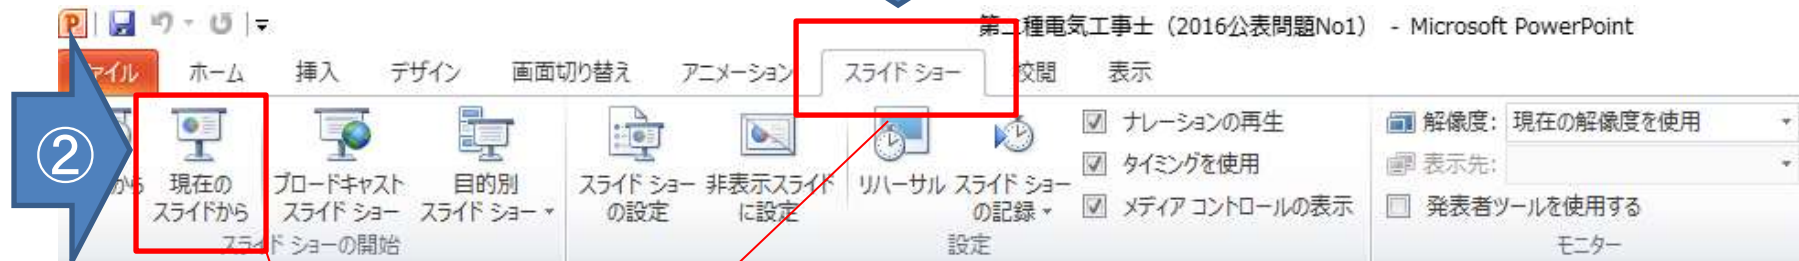 第二種電気工事士（2016公表問題No1） - Microsoft PowerPoint
イル ホーム 挿入 デザイン 画面切り替え アニメーション スライド ショー 校閲 表示
②
から
現在の
スライドから
ブロードキャスト
スライド ショー
目的別
スライド ショー
スライド ショー
の設定
非表示スライド
に設定
リハーサル
スライド ショー
の記録
ナレーションの再生
タイミングを使用
メディア コントロールの表示
解像度: 現在の解像度を使用
表示先:
発表者ツールを使用する
スライド ショーの開始
設定
モニター